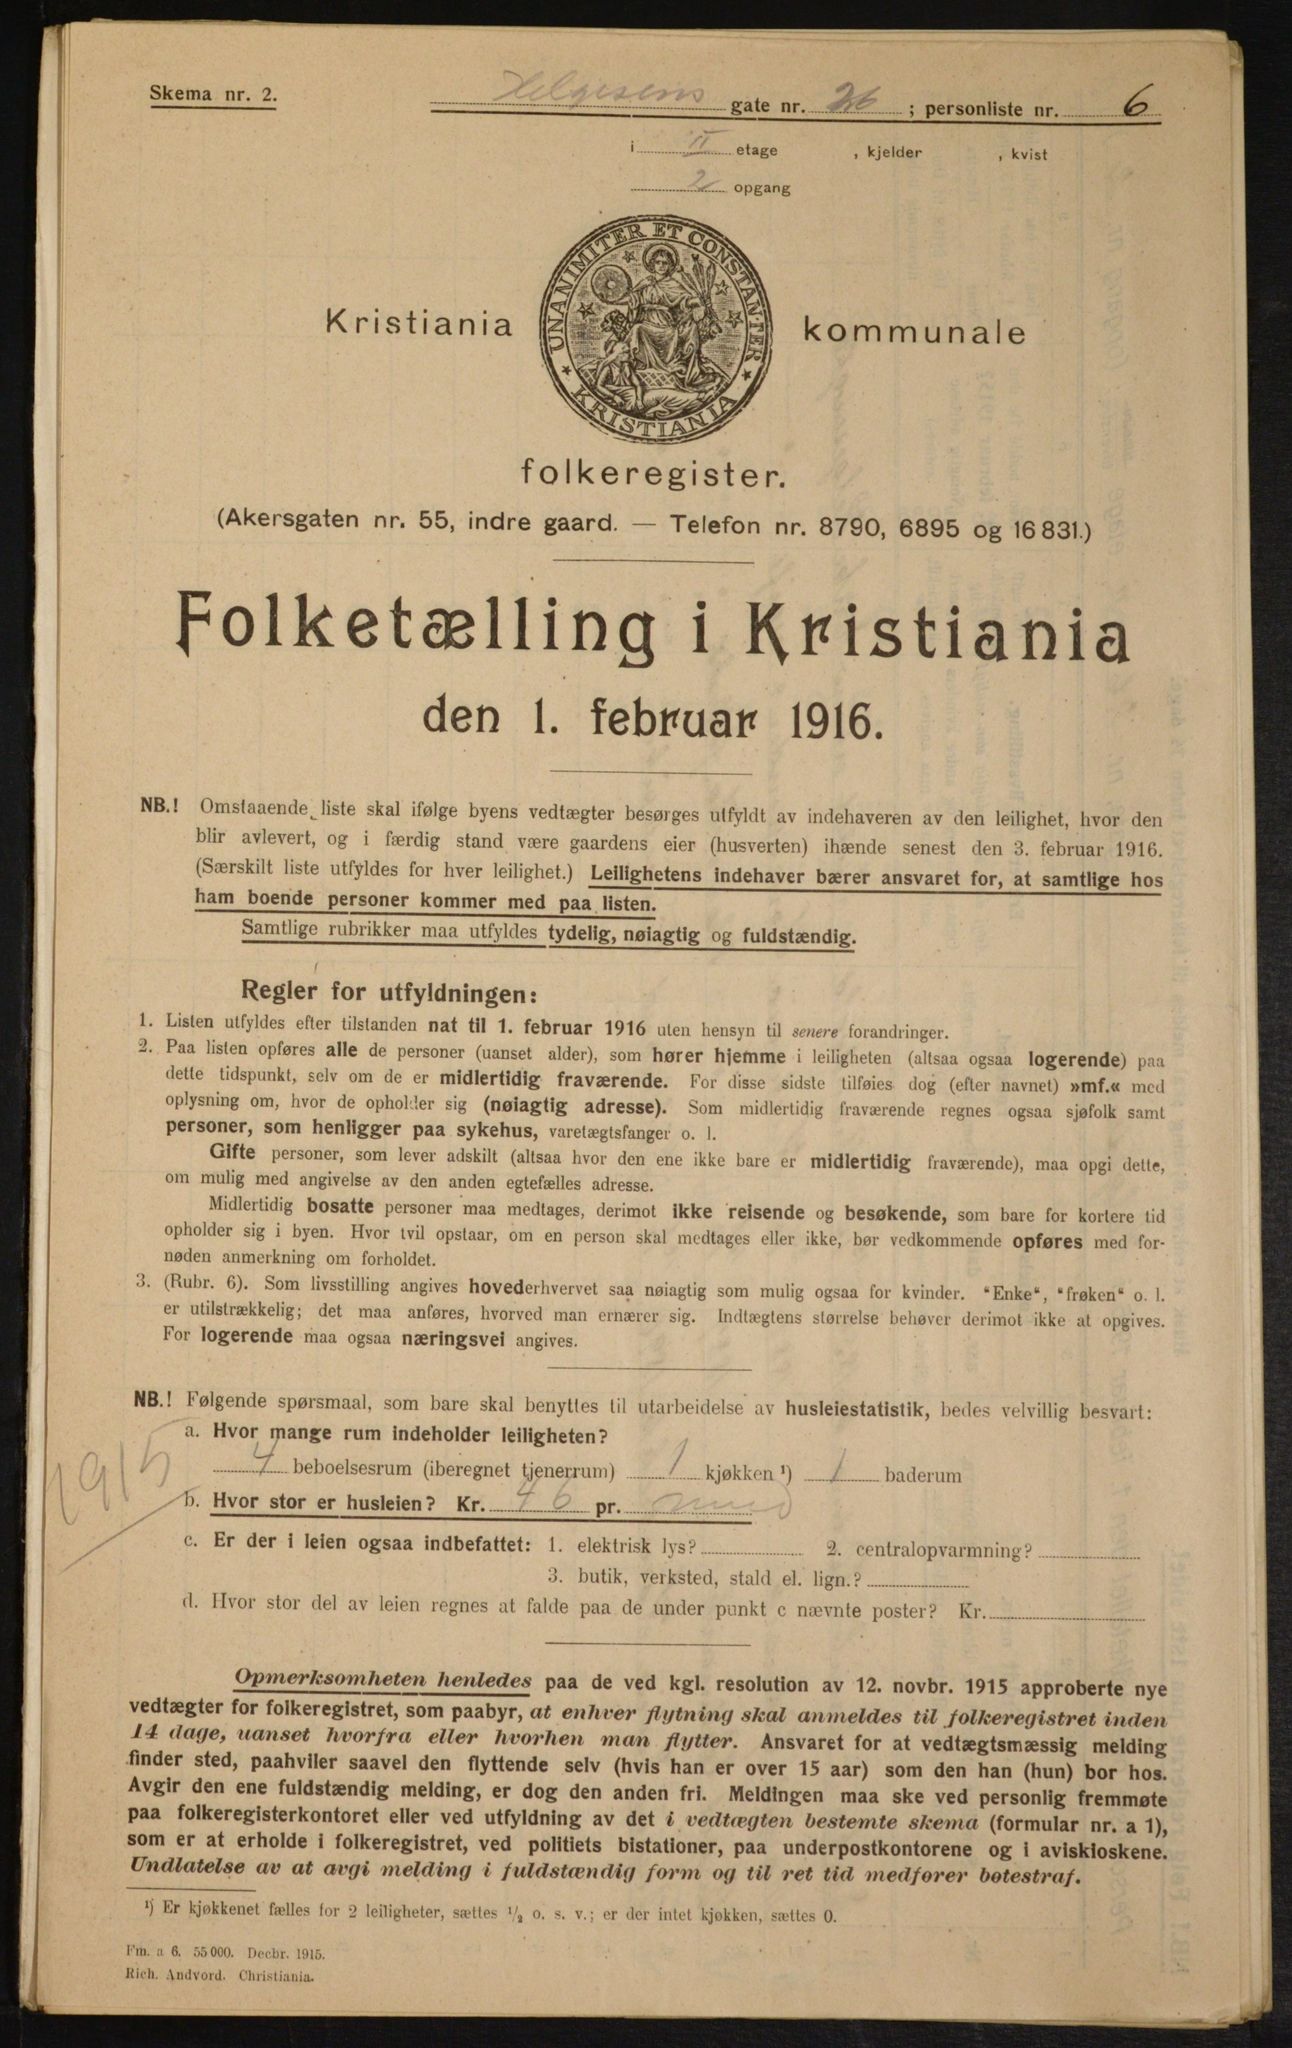 Skema nr. 2.
Helgesens gate nr. 26 ; personliste nr. 6
i II etage , kjelder , kvist
2 opgang
UNANIMITER ET CONSTANTER
KRISTIANIA
Kristiania kommunale
folkeregister.
(Akersgaten nr. 55, indre gaard. — Telefon nr. 8790, 6895 og 16 831.)
Folketælling i Kristiania
den 1. februar 1916.
NB.! Omstaaende liste skal ifølge byens vedtægter besørges utfyldt av indehaveren av den leilighet, hvor den
blir avlevert, og i færdig stand være gaardens eier (husverten) ihænde senest den 3. februar 1916.
(Særskilt liste utfyldes for hver leilighet.) Leilighetens indehaver bærer ansvaret for, at samtlige hos
ham boende personer kommer med paa listen.
Samtlige rubrikker maa utfyldes tydelig, nøiagtig og fuldstændig.
Regler for utfyldningen:
1. Listen utfyldes efter tilstanden nat til 1. februar 1916 uten hensyn til senere forandringer.
2. Paa listen opføres alle de personer (uanset alder), som hører hjemme i leiligheten (altsaa ogsaa logerende) paa
dette tidspunkt, selv om de er midlertidig fraværende. For disse sidste tilføies dog (efter navnet) »mf.« med
oplysning om, hvor de opholder sig (nøiagtig adresse). Som midlertidig fraværende regnes ogsaa sjøfolk samt
personer, som henligger paa sykehus, varetægtsfanger o. l.
Gifte personer, som lever adskilt (altsaa hvor den ene ikke bare er midlertidig fraværende), maa opgi dette,
om mulig med angivelse av den anden egtefælles adresse.
Midlertidig bosatte personer maa medtages, derimot ikke reisende og besøkende, som bare for kortere tid
opholder sig i byen. Hvor tvil opstaar, om en person skal medtages eller ikke, bør vedkommende opføres med for-
nøden anmerkning om forholdet.
3. (Rubr. 6). Som livsstilling angives hovederhvervet saa nøiagtig som mulig ogsaa for kvinder. "Enke", "frøken" o. l.
er utilstrækkelig; det maa anføres, hvorved man ernærer sig. Indtægtens størrelse behøver derimot ikke at opgives.
For logerende maa ogsaa næringsvei angives.
NB.! Følgende spørsmaal, som bare skal benyttes til utarbeidelse av husleiestatistik, bedes velvillig besvart:
a. Hvor mange rum indeholder leiligheten?
4 beboelsesrum (iberegnet tjenerrum) 1 kjøkken ¹) 1 baderum
1915
b. Hvor stor er husleien? Kr. 46 pr. mnd
c. Er der i leien ogsaa indbefattet: 1. elektrisk lys? 2. centralopvarmning?
3. butik, verksted, stald el. lign.?
d. Hvor stor del av leien regnes at falde paa de under punkt c nævnte poster? Kr.
Opmerksomheten henledes paa de ved kgl. resolution av 12. novbr. 1915 approberte nye
vedtægter for folkeregistret, som paabyr, at enhver flytning skal anmeldes til folkeregistret inden
14 dage, uanset hvorfra eller hvorhen man flytter. Ansvaret for at vedtægtsmæssig melding
finder sted, paahviler saavel den flyttende selv (hvis han er over 15 aar) som den han (hun) bor hos.
Avgir den ene fuldstændig melding, er dog den anden fri. Meldingen maa ske ved personlig fremmøte
paa folkeregisterkontoret eller ved utfyldning av det i vedtægten bestemte skema (formular nr. a 1),
som er at erholde i folkeregistret, ved politiets bistationer, paa underpostkontorene og i aviskioskene.
Undlatelse av at avgi melding i fuldstændig form og til ret tid medfører bøtestraf.
¹) Er kjøkkenet fælles for 2 leiligheter, sættes ½ o. s. v.; er der intet kjøkken, sættes 0.
Fm. a 6. 55 000. Decbr. 1915.
Rich. Andvord. Christiania.